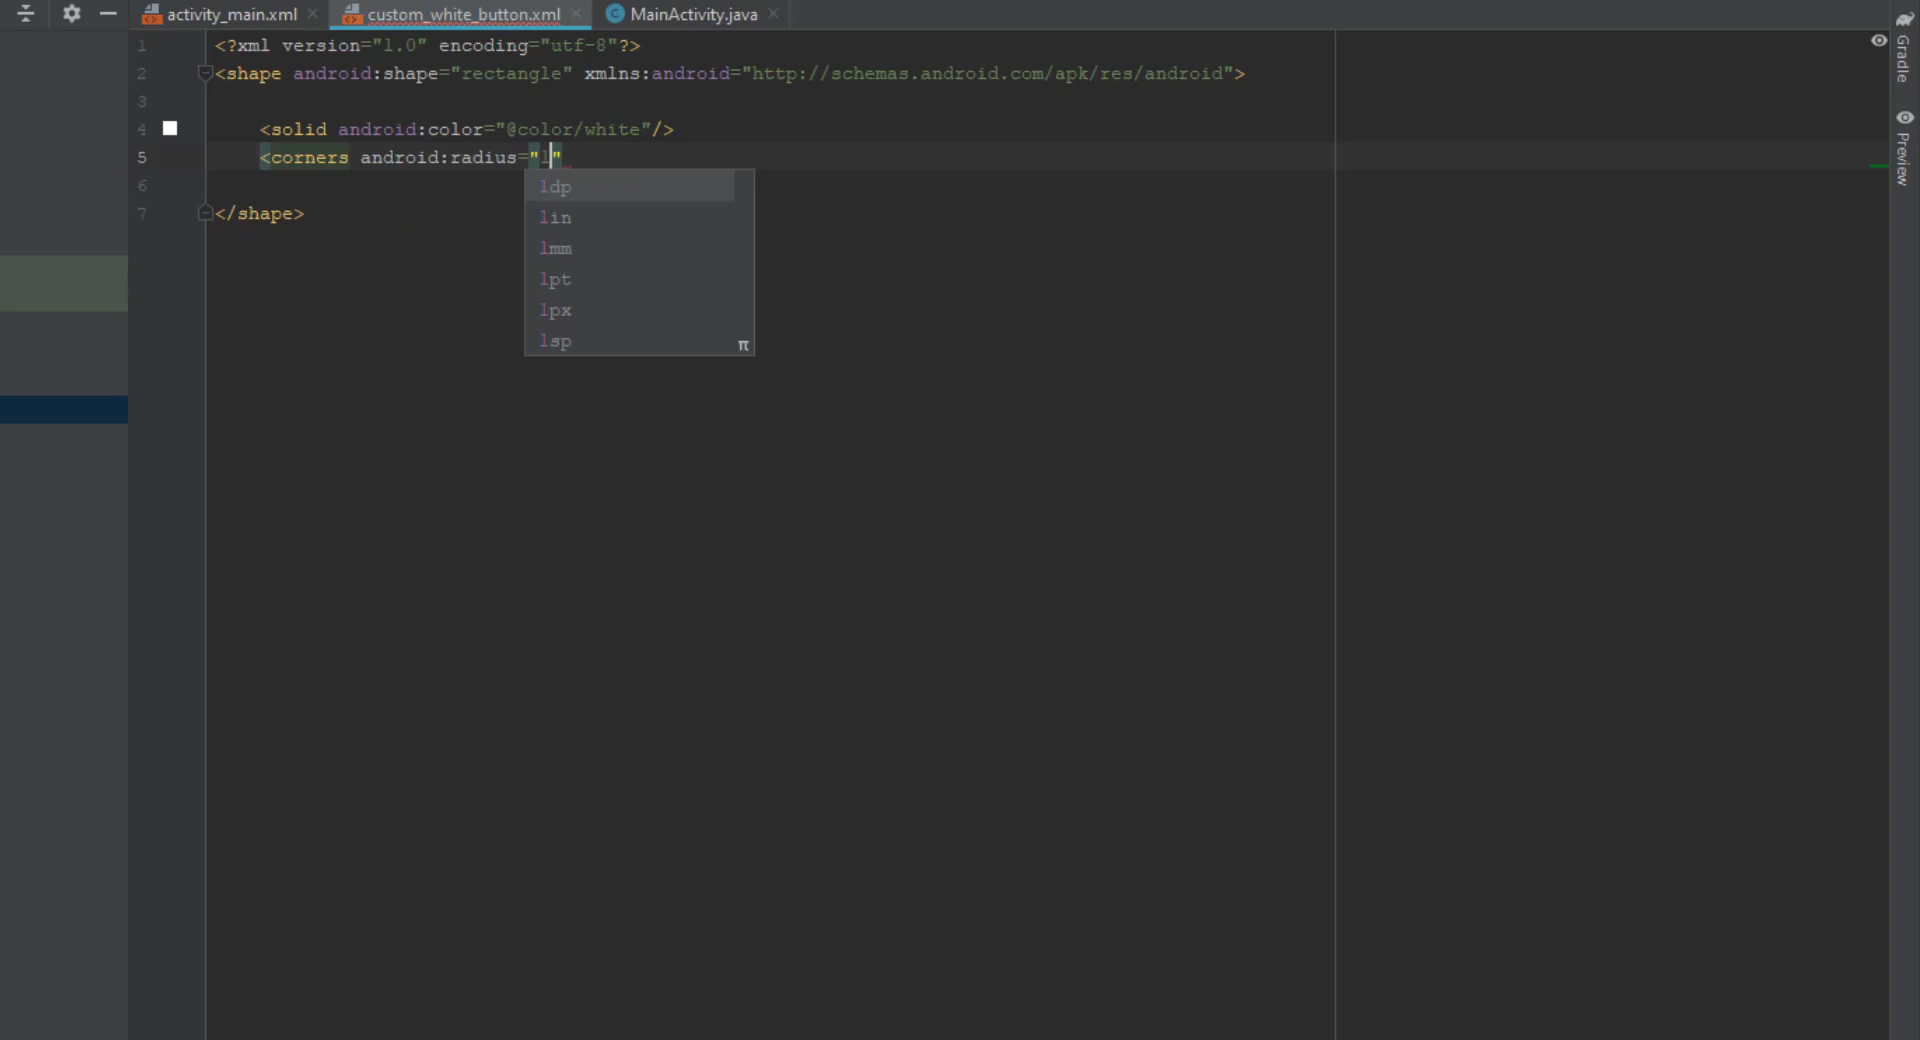 activity_main.xml
custom_white_button.xml
MainActivity.java
1 <?xml version="1.0" encoding="utf-8"?>
2 <shape android:shape="rectangle" xmlns:android="http://schemas.android.com/apk/res/android">
3
4 <solid android:color="@color/white"/>
5 <corners android:radius="1"
6
7 </shape>
1dp
1in
1mm
1pt
1px
1sp
π
Gradle
Preview